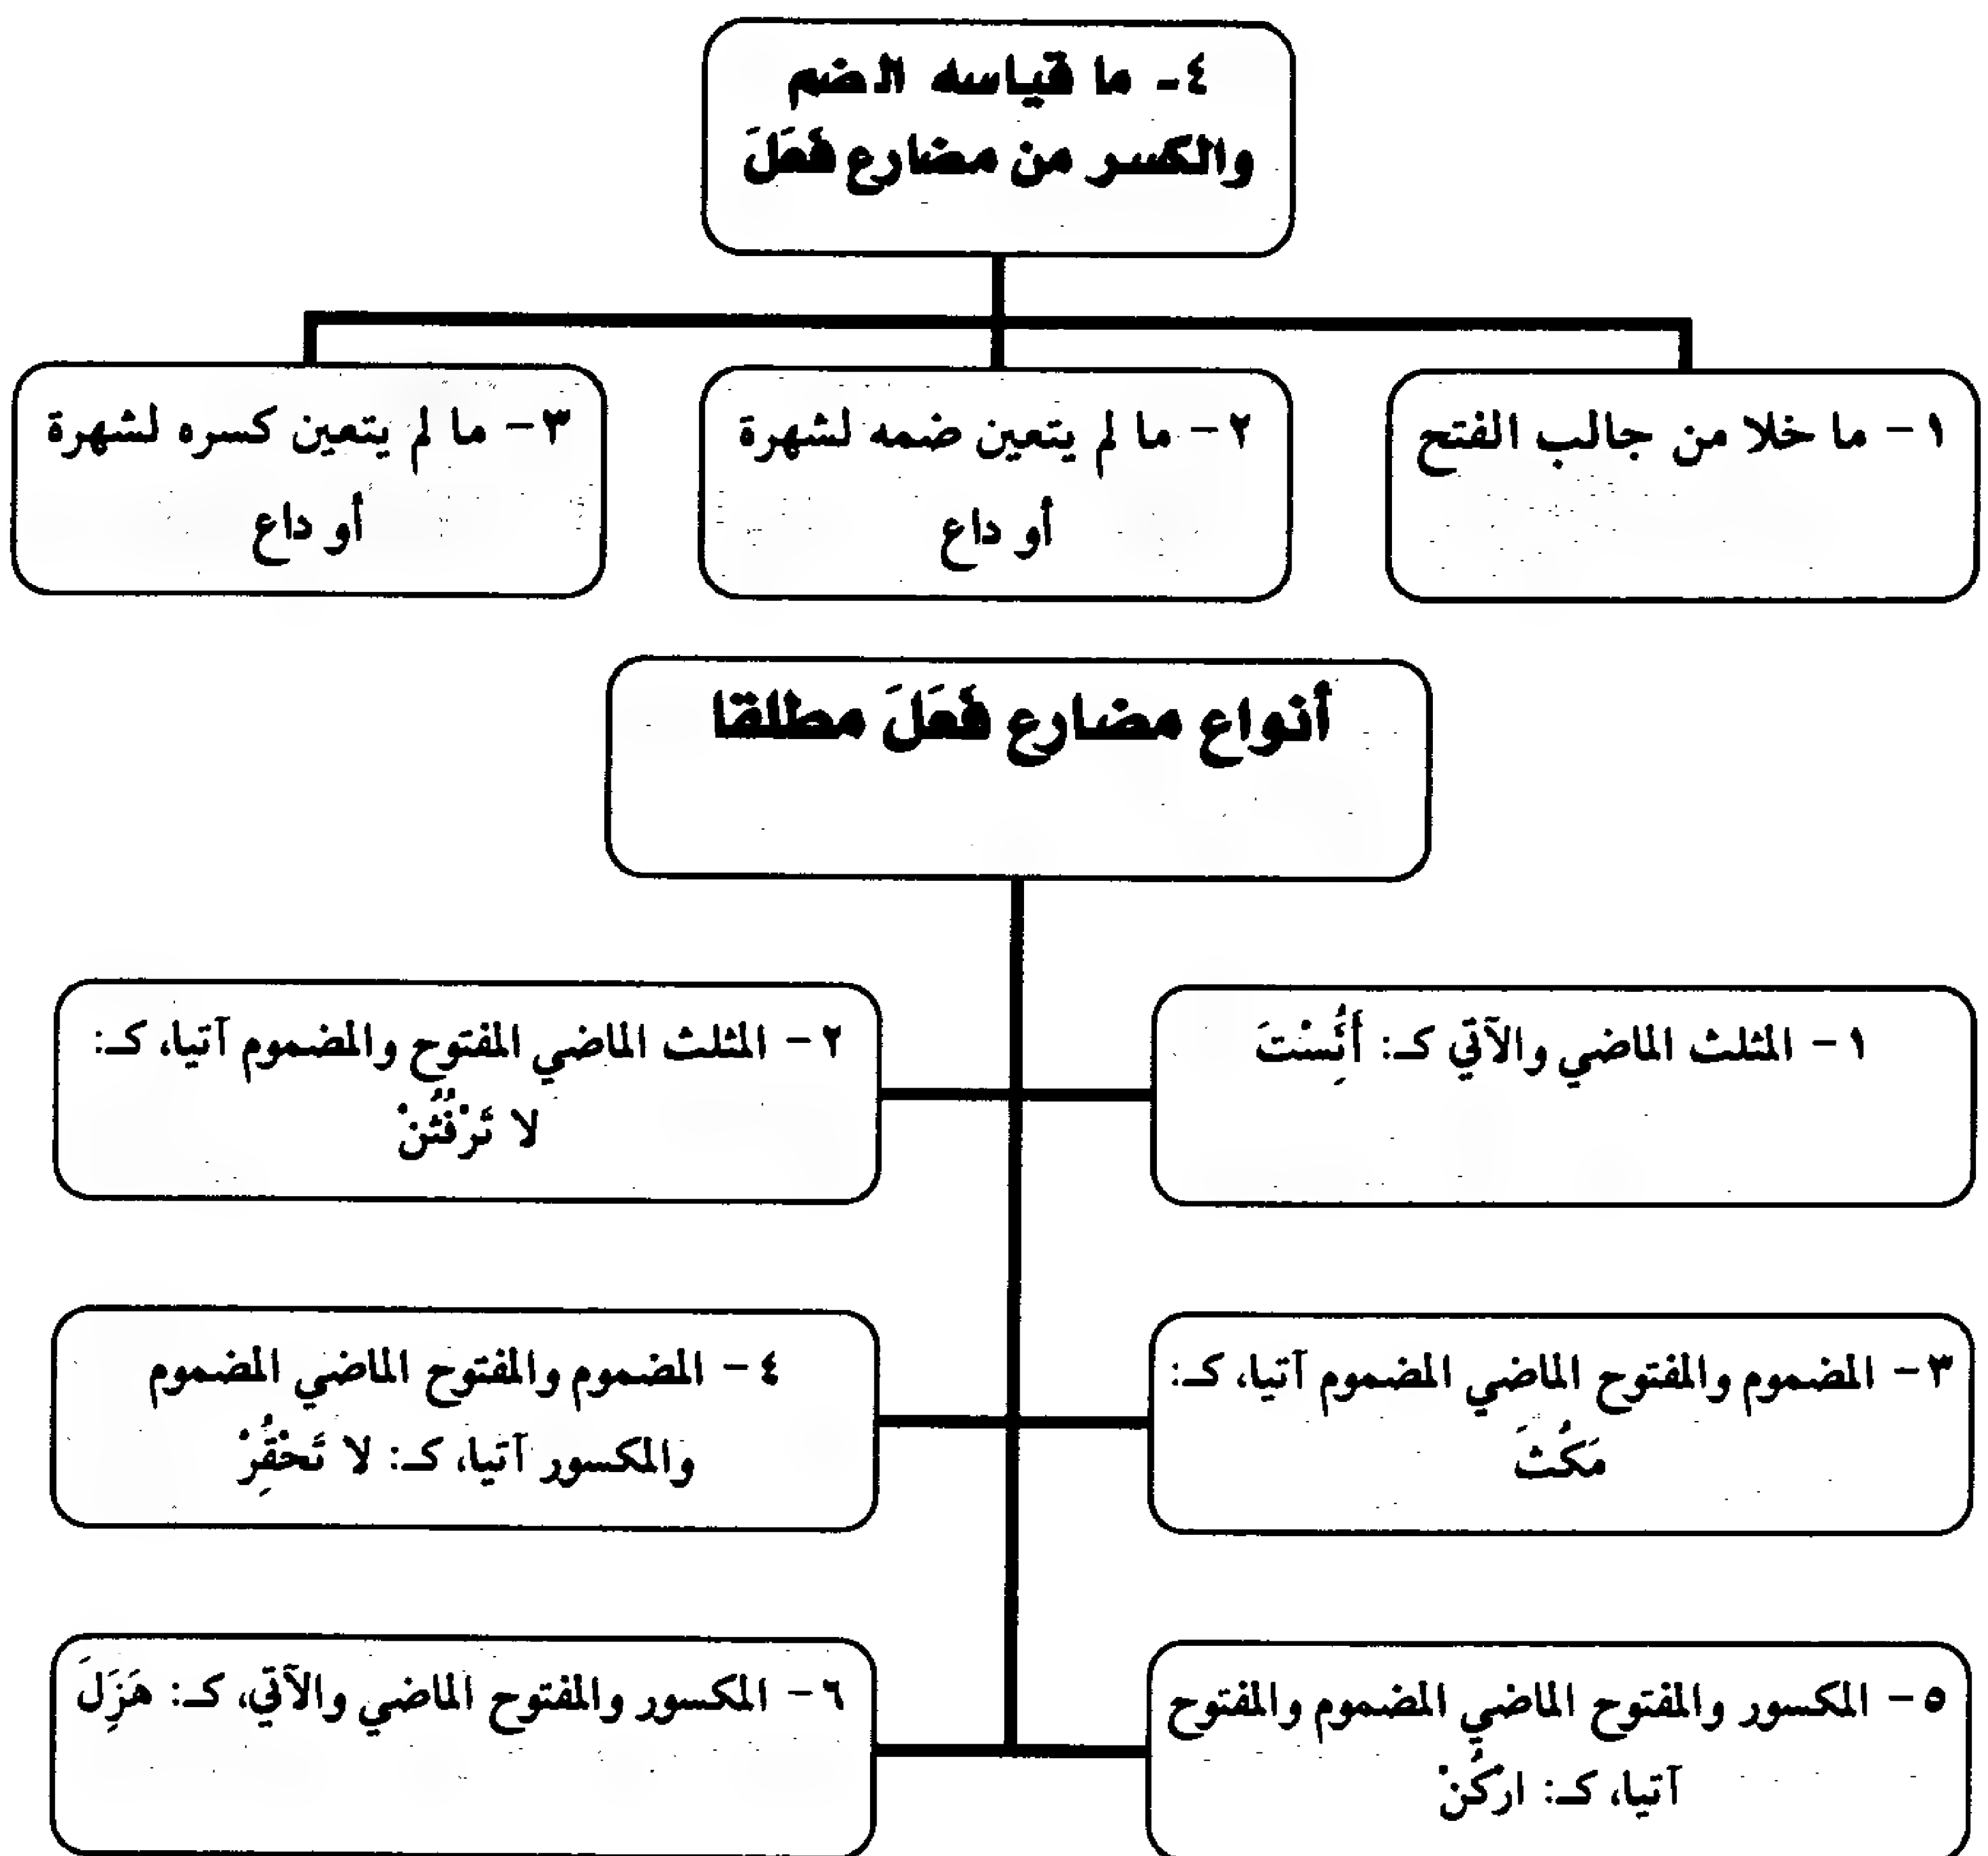 ٤- ما قياسه الضم
والكسر من مضارع فَعَلَ
١- ما خلا من جالب الفتح
٢- ما لم يتعين ضمه لشهرة
أو داع
٣- ما لم يتعين كسره لشهرة
أو داع
أنواع مضارع فَعَلَ مطلقا
١- المثلث الماضي والآتي كـ: أَنَُِسْتَ
٢- المثلث الماضي المفتوح والمضموم آتيا، كـ:
لا تَرْفَُثَنْ
٣- المضموم والمفتوح الماضي المضموم آتيا، كـ:
مَكَُثَ
٤- المضموم والمفتوح الماضي المضموم
والمكسور آتيا، كـ: لا تَحْقُِرْ
٥- المكسور والمفتوح الماضي المضموم والمفتوح
آتيا، كـ: ارْكَُنْ
٦- المكسور والمفتوح الماضي والآتي، كـ: هَزَِلَ